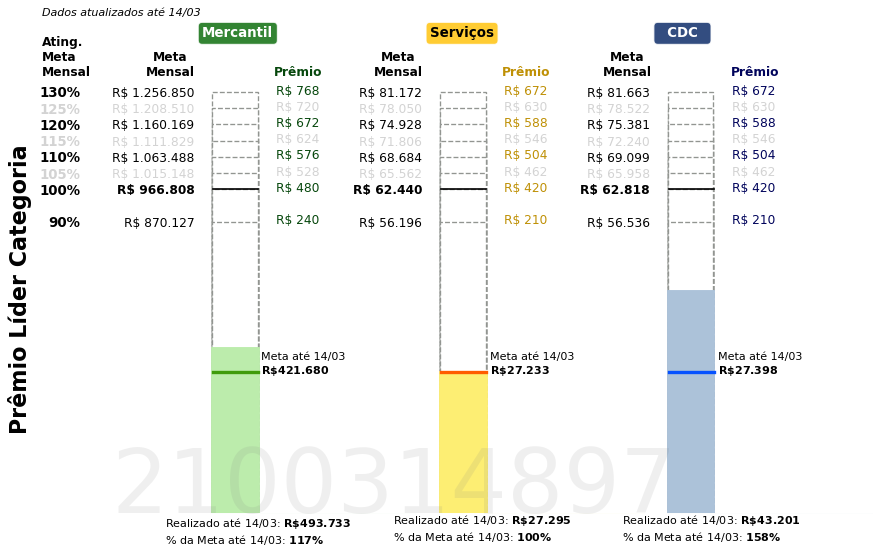 Dados atualizados até 14/03
Mercantil Serviços CDC
Ating.
Meta Meta Meta Meta
Mensal Mensal Prêmio Mensal Prêmio Mensal Prêmio
130% R$ 1.256.850 R$ 768 R$ 81.172 R$ 672 R$ 81.663 R$ 672
125% R$ 1.208.510 R$ 720 R$ 78.050 R$ 630 R$ 78.522 R$ 630
120% R$ 1.160.169 R$ 672 R$ 74.928 R$ 588 R$ 75.381 R$ 588
115% R$ 1.111.829 R$ 624 R$ 71.806 R$ 546 R$ 72.240 R$ 546
110% R$ 1.063.488 R$ 576 R$ 68.684 R$ 504 R$ 69.099 R$ 504
105% R$ 1.015.148 R$ 528 R$ 65.562 R$ 462 R$ 65.958 R$ 462
100% R$ 966.808 R$ 480 R$ 62.440 R$ 420 R$ 62.818 R$ 420
90% R$ 870.127 R$ 240 R$ 56.196 R$ 210 R$ 56.536 R$ 210
Prêmio Líder Categoria
Meta até 14/03 Meta até 14/03 Meta até 14/03
R$421.680 R$27.233 R$27.398
2100314897
Realizado até 14/03: R$493.733 Realizado até 14/03: R$27.295 Realizado até 14/03: R$43.201
% da Meta até 14/03: 117% % da Meta até 14/03: 100% % da Meta até 14/03: 158%